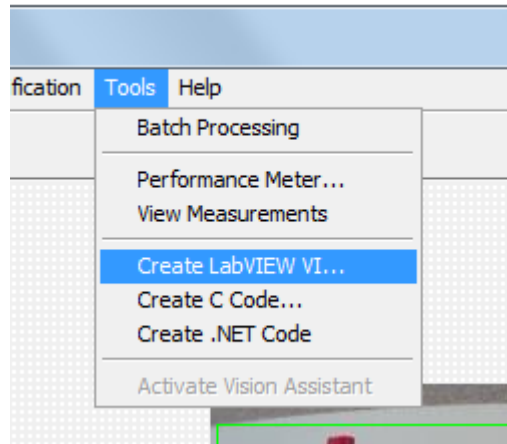 fication Tools Help
Batch Processing
Performance Meter...
View Measurements
Create LabVIEW VI...
Create C Code...
Create .NET Code
Activate Vision Assistant